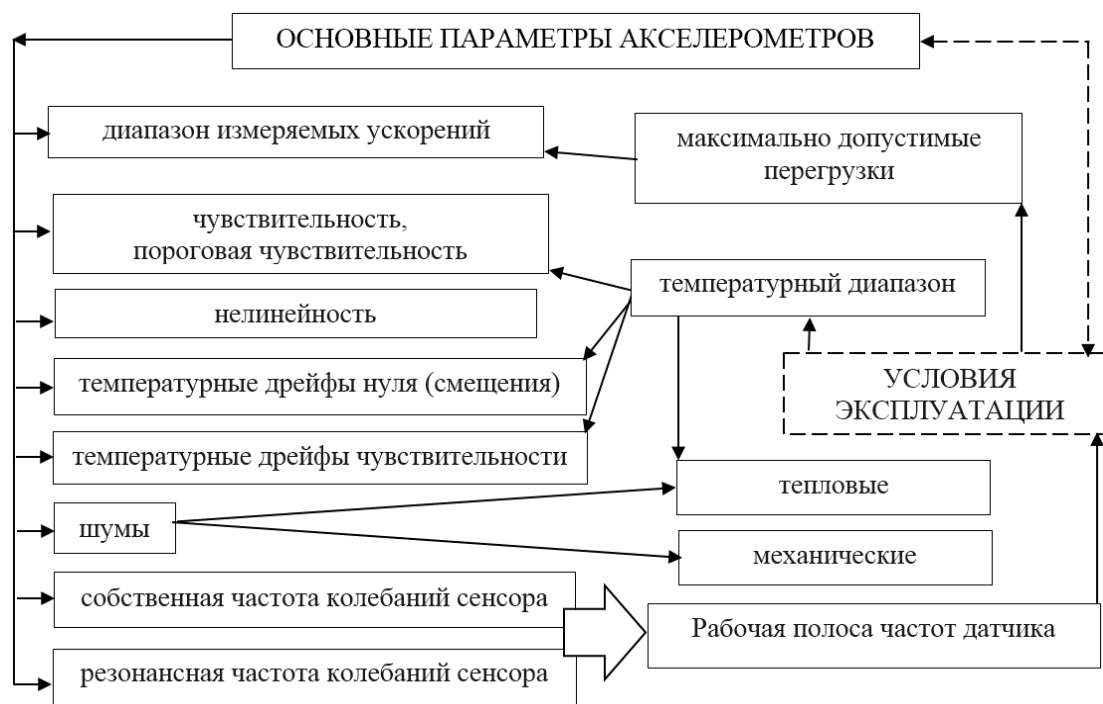 ОСНОВНЫЕ ПАРАМЕТРЫ АКСЕЛЕРОМЕТРОВ
диапазон измеряемых ускорений
максимально допустимые
перегрузки
чувствительность,
пороговая чувствительность
температурный диапазон
нелинейность
температурные дрейфы нуля (смещения)
УСЛОВИЯ
ЭКСПЛУАТАЦИИ
температурные дрейфы чувствительности
тепловые
шумы
механические
собственная частота колебаний сенсора
Рабочая полоса частот датчика
резонансная частота колебаний сенсора